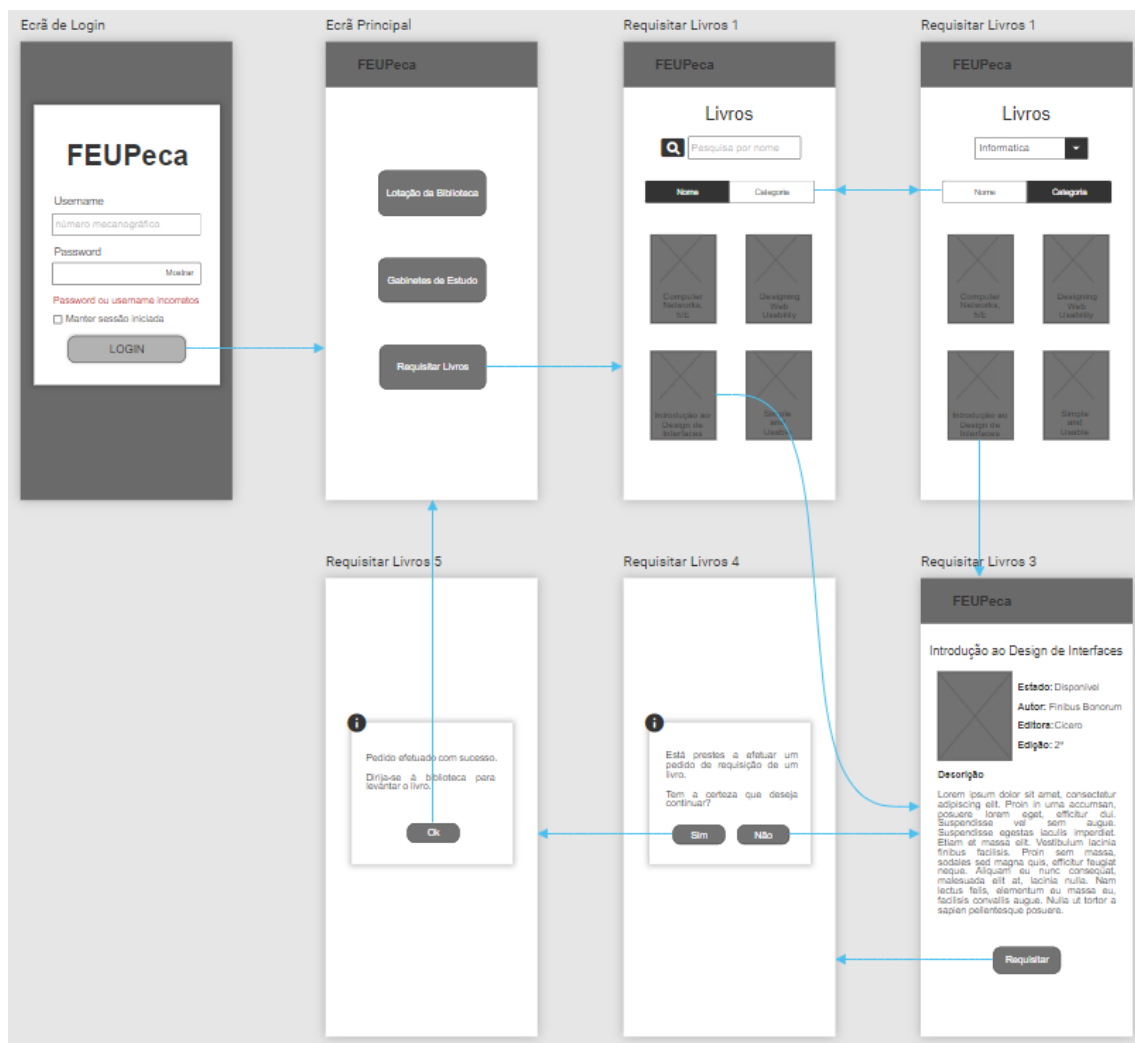 Ecrã de Login
FEUPeca
Username
número mecanográfico
Password
Mostrar
Password ou username incorretos
Manter sessão iniciada
LOGIN
Ecrã Principal
FEUPeca
Lotação da Biblioteca
Gabinetes de Estudo
Requisitar Livros
Requisitar Livros 1
FEUPeca
Livros
Pesquisa por nome
Nome
Categoria
Computer
Networks,
5/E
Designing
Web
Usability
Introdução ao
Design de
Interfaces
Simple
and
Usable
Requisitar Livros 1
FEUPeca
Livros
Informatica
Nome
Categoria
Computer
Networks,
5/E
Designing
Web
Usability
Introdução ao
Design de
Interfaces
Simple
and
Usable
Requisitar Livros 5
Pedido efetuado com sucesso.
Dirija-se à biblioteca para
levantar o livro.
Ok
Requisitar Livros 4
Está prestes a efetuar um
pedido de requisição de um
livro.
Tem a certeza que deseja
continuar?
Sim
Não
Requisitar Livros 3
FEUPeca
Introdução ao Design de Interfaces
Estado: Disponível
Autor: Finibus Bonorum
Editora: Cicero
Edição: 2ª
Descrição
Lorem ipsum dolor sit amet, consectetur
adipiscing elit. Proin in urna accumsan,
posuere lorem eget, efficitur dui.
Suspendisse vel sem augue.
Suspendisse egestas iaculis imperdiet.
Etiam et massa elit. Vestibulum lacinia
finibus facilisis. Proin sem massa,
sodales sed magna quis, efficitur feugiat
neque. Aliquam eu nunc consequat,
malesuada elit at, lacinia nulla. Nam
lectus felis, elementum eu massa eu,
facilisis convallis augue. Nulla ut tortor a
sapien pellentesque posuere.
Requisitar